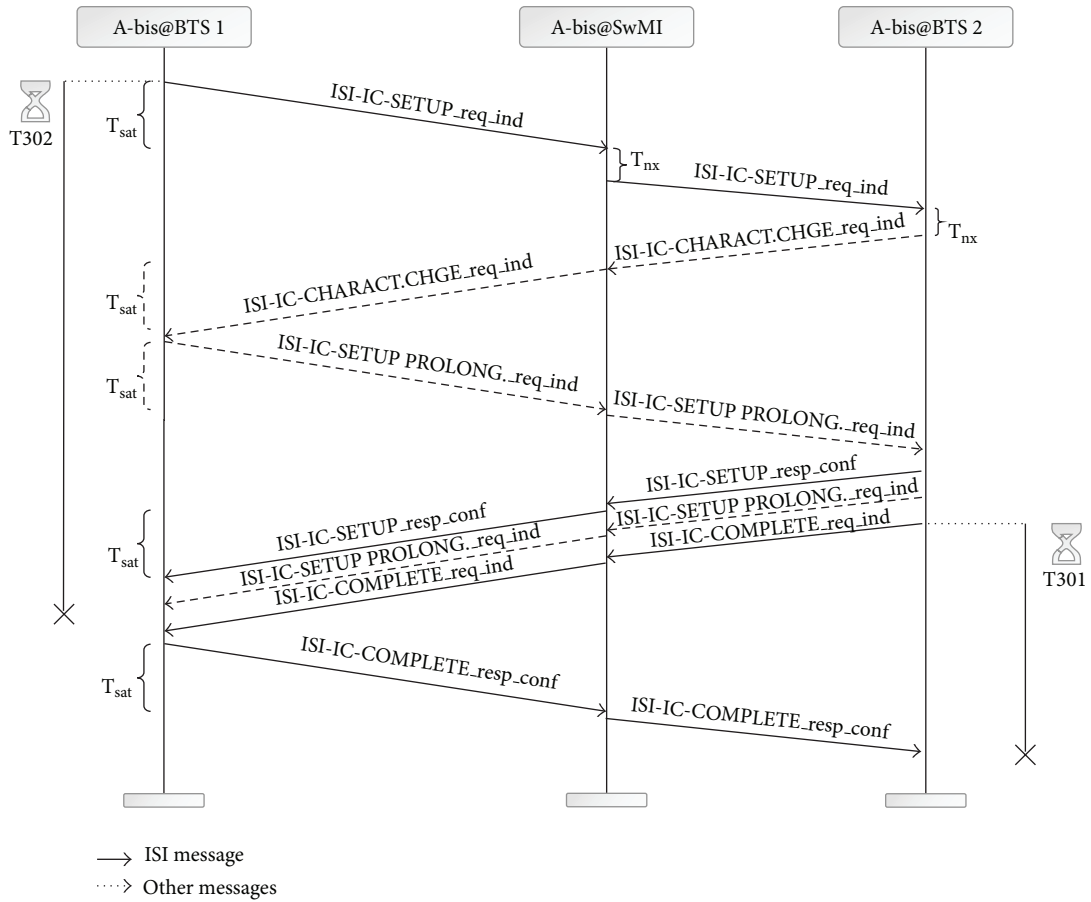 A-bis@BTS 1
A-bis@SwMI
A-bis@BTS 2
T302
Tsat
ISI-IC-SETUP_req_ind
Tnx
ISI-IC-SETUP_req_ind
Tnx
ISI-IC-CHARACT.CHGE_req_ind
ISI-IC-CHARACT.CHGE_req_ind
Tsat
ISI-IC-SETUP PROLONG._req_ind
Tsat
ISI-IC-SETUP PROLONG._req_ind
ISI-IC-SETUP_resp_conf
ISI-IC-SETUP PROLONG._req_ind
ISI-IC-COMPLETE_req_ind
ISI-IC-SETUP_resp_conf
Tsat
ISI-IC-SETUP PROLONG._req_ind
ISI-IC-COMPLETE_req_ind
T301
ISI-IC-COMPLETE_resp_conf
Tsat
ISI-IC-COMPLETE_resp_conf
ISI message
Other messages